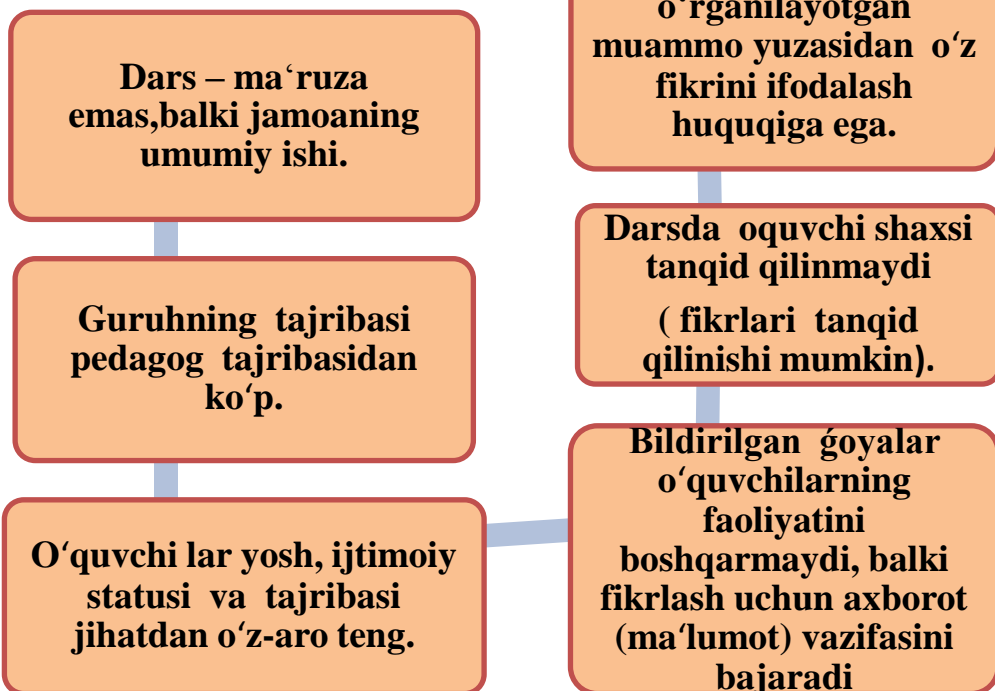 Dars – ma‘ruza
emas,balki jamoaning
umumiy ishi.
Guruhning tajribasi
pedagog tajribasidan
ko‘p.
O‘quvchi lar yosh, ijtimoiy
statusi va tajribasi
jihatdan o‘z-aro teng.
Bildirilgan ǵoyalar
o‘quvchilarning
faoliyatini
boshqarmaydi, balki
fikrlash uchun axborot
(ma‘lumot) vazifasini
bajaradi
Darsda oquvchi shaxsi
tanqid qilinmaydi
( fikrlari tanqid
qilinishi mumkin).
o‘rganilayotgan
muammo yuzasidan o‘z
fikrini ifodalash
huquqiga ega.